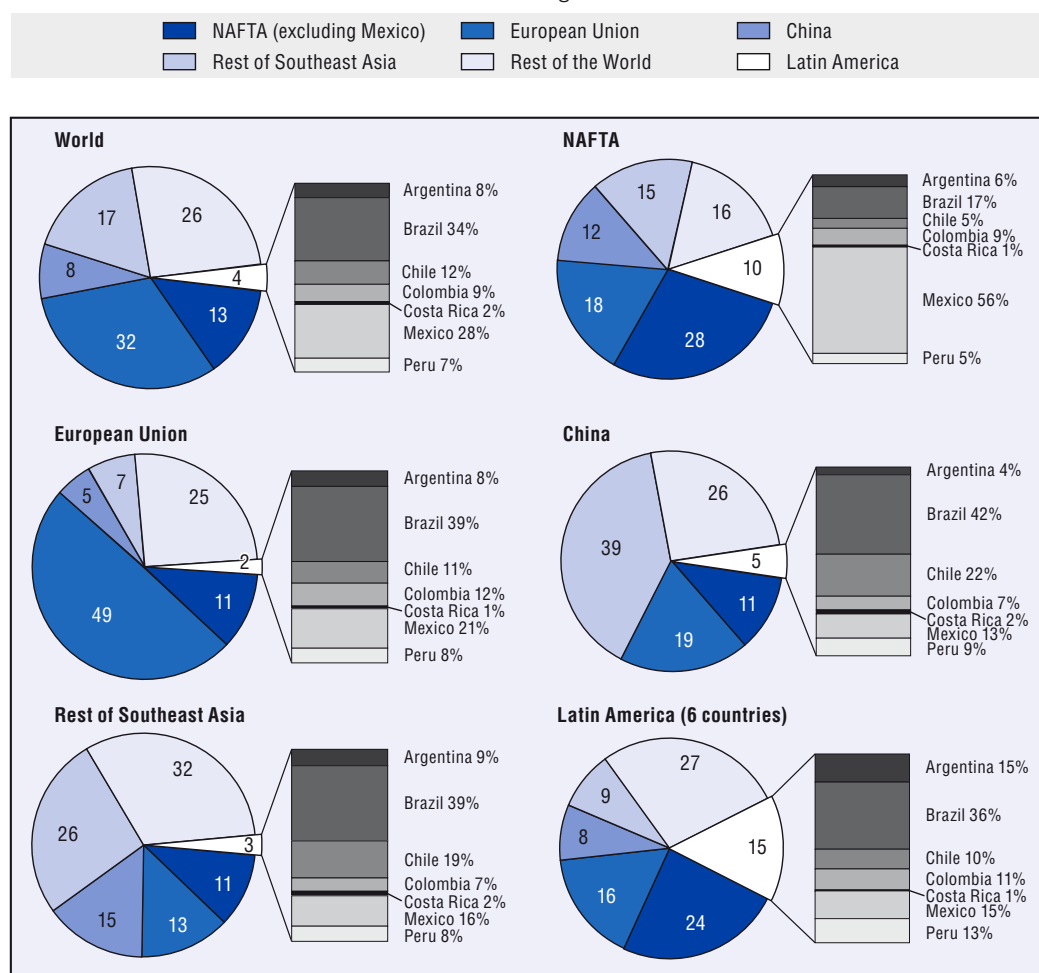 NAFTA (excluding Mexico)
European Union
China
Rest of Southeast Asia
Rest of the World
Latin America
World
17
26
8
4
13
32
Argentina 8%
Brazil 34%
Chile 12%
Colombia 9%
Costa Rica 2%
Mexico 28%
Peru 7%
NAFTA
15
16
12
10
18
28
Argentina 6%
Brazil 17%
Chile 5%
Colombia 9%
Costa Rica 1%
Mexico 56%
Peru 5%
European Union
5
7
25
2
11
49
Argentina 8%
Brazil 39%
Chile 11%
Colombia 12%
Costa Rica 1%
Mexico 21%
Peru 8%
China
26
39
5
11
19
Argentina 4%
Brazil 42%
Chile 22%
Colombia 7%
Costa Rica 2%
Mexico 13%
Peru 9%
Rest of Southeast Asia
32
26
3
11
15
13
Argentina 9%
Brazil 39%
Chile 19%
Colombia 7%
Costa Rica 2%
Mexico 16%
Peru 8%
Latin America (6 countries)
27
9
8
15
16
24
Argentina 15%
Brazil 36%
Chile 10%
Colombia 11%
Costa Rica 1%
Mexico 15%
Peru 13%